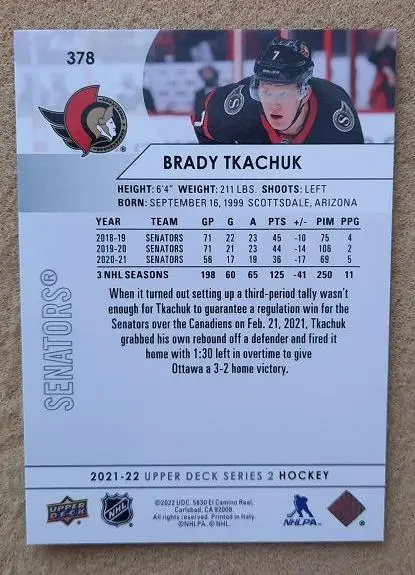 378
7
BRADY TKACHUK
HEIGHT: 6'4" WEIGHT: 211 LBS. SHOOTS: LEFT
BORN: SEPTEMBER 16, 1999 SCOTTSDALE, ARIZONA
YEAR TEAM GP G A PTS +/- PIM PPG
2018-19 SENATORS 71 22 23 45 -10 75 4
2019-20 SENATORS 71 21 23 44 -14 106 2
2020-21 SENATORS 56 17 19 36 -17 69 5
3 NHL SEASONS 198 60 65 125 -41 250 11
When it turned out setting up a third-period tally wasn't
enough for Tkachuk to guarantee a regulation win for the
Senators over the Canadiens on Feb. 21, 2021, Tkachuk
grabbed his own rebound off a defender and fired it
home with 1:30 left in overtime to give
Ottawa a 3-2 home victory.
SENATORS®
2021-22 UPPER DECK SERIES 2 HOCKEY
UPPER DECK
NHL
©2022 UDC. 5830 El Camino Real,
Carlsbad, CA 92008.
©NHLPA. ©NHL. Printed in Italy.
NHLPA